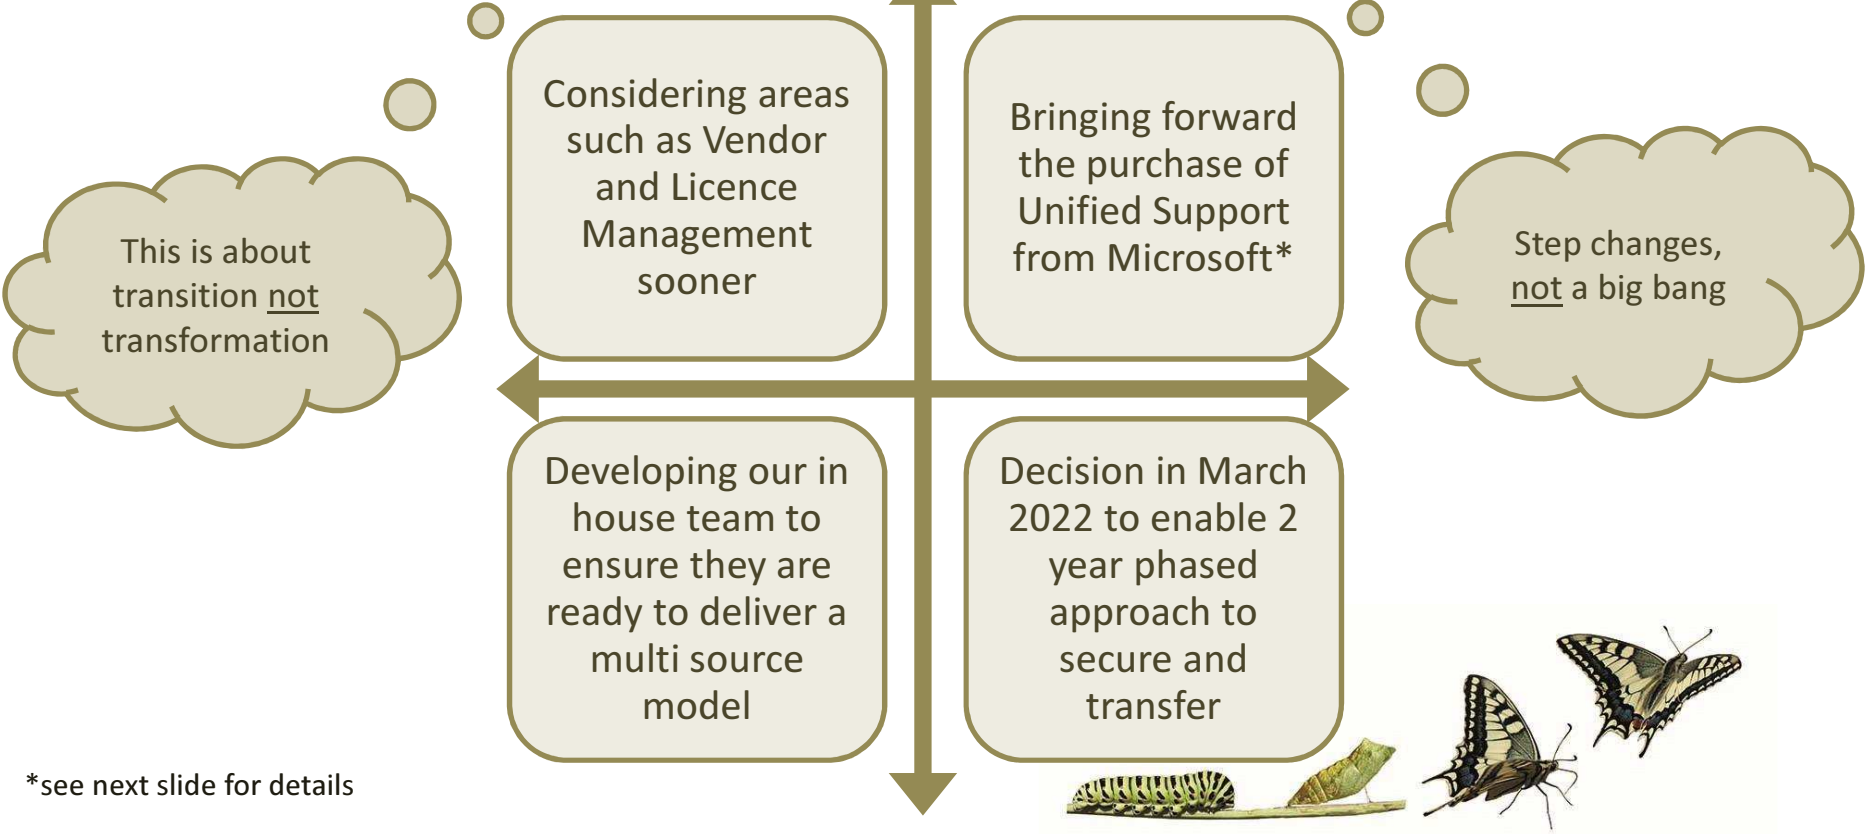 Considering areas
such as Vendor
and Licence
Management
sooner
Bringing forward
the purchase of
Unified Support
from Microsoft*
This is about
transition not
transformation
Step changes,
not a big bang
Developing our in
house team to
ensure they are
ready to deliver a
multi source
model
Decision in March
2022 to enable 2
year phased
approach to
secure and
transfer
*see next slide for details